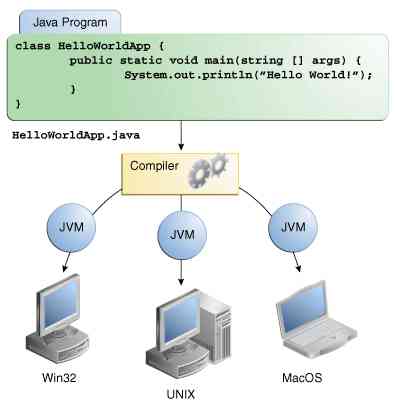 Java Program
class HelloWorldApp {
public static void main(string [] args) {
System.out.println(“Hello World!”);
}
}
HelloWorldApp.java
Compiler
JVM
JVM
JVM
Win32
UNIX
MacOS